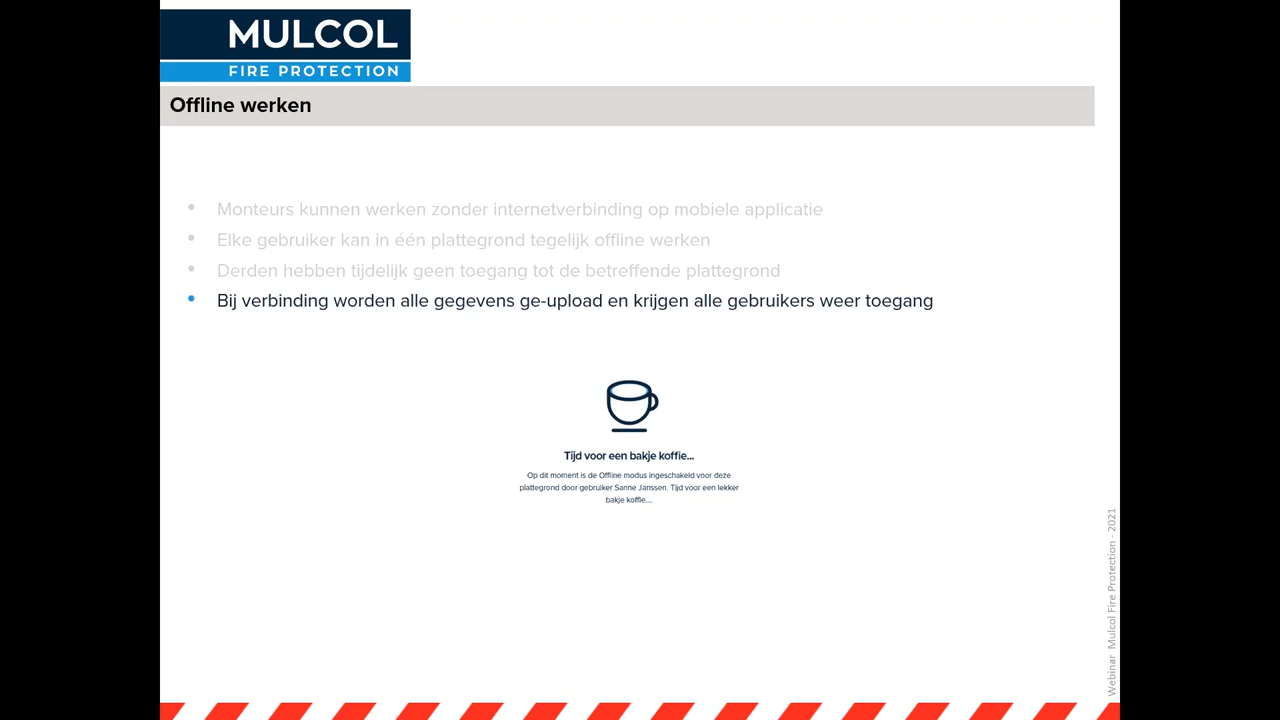 MULCOL
FIRE PROTECTION
Offline werken
• Monteurs kunnen werken zonder internetverbinding op mobiele applicatie
• Elke gebruiker kan in één plattegrond tegelijk offline werken
• Derden hebben tijdelijk geen toegang tot de betreffende plattegrond
• Bij verbinding worden alle gegevens ge-upload en krijgen alle gebruikers weer toegang
Tijd voor een bakje koffie...
Op dit moment is de Offline modus ingeschakeld voor deze
plattegrond door gebruiker Sanne Janssen. Tijd voor een lekker
bakje koffie....
Webinar Mulcol Fire Protection - 2021